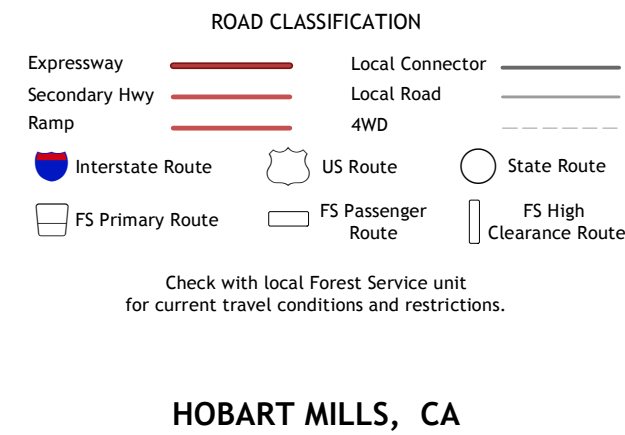 ROAD CLASSIFICATION
Expressway
Local Connector
Secondary Hwy
Local Road
Ramp
4WD
Interstate Route
US Route
State Route
FS Primary Route
FS Passenger
Route
FS High
Clearance Route
Check with local Forest Service unit
for current travel conditions and restrictions.
HOBART MILLS, CA